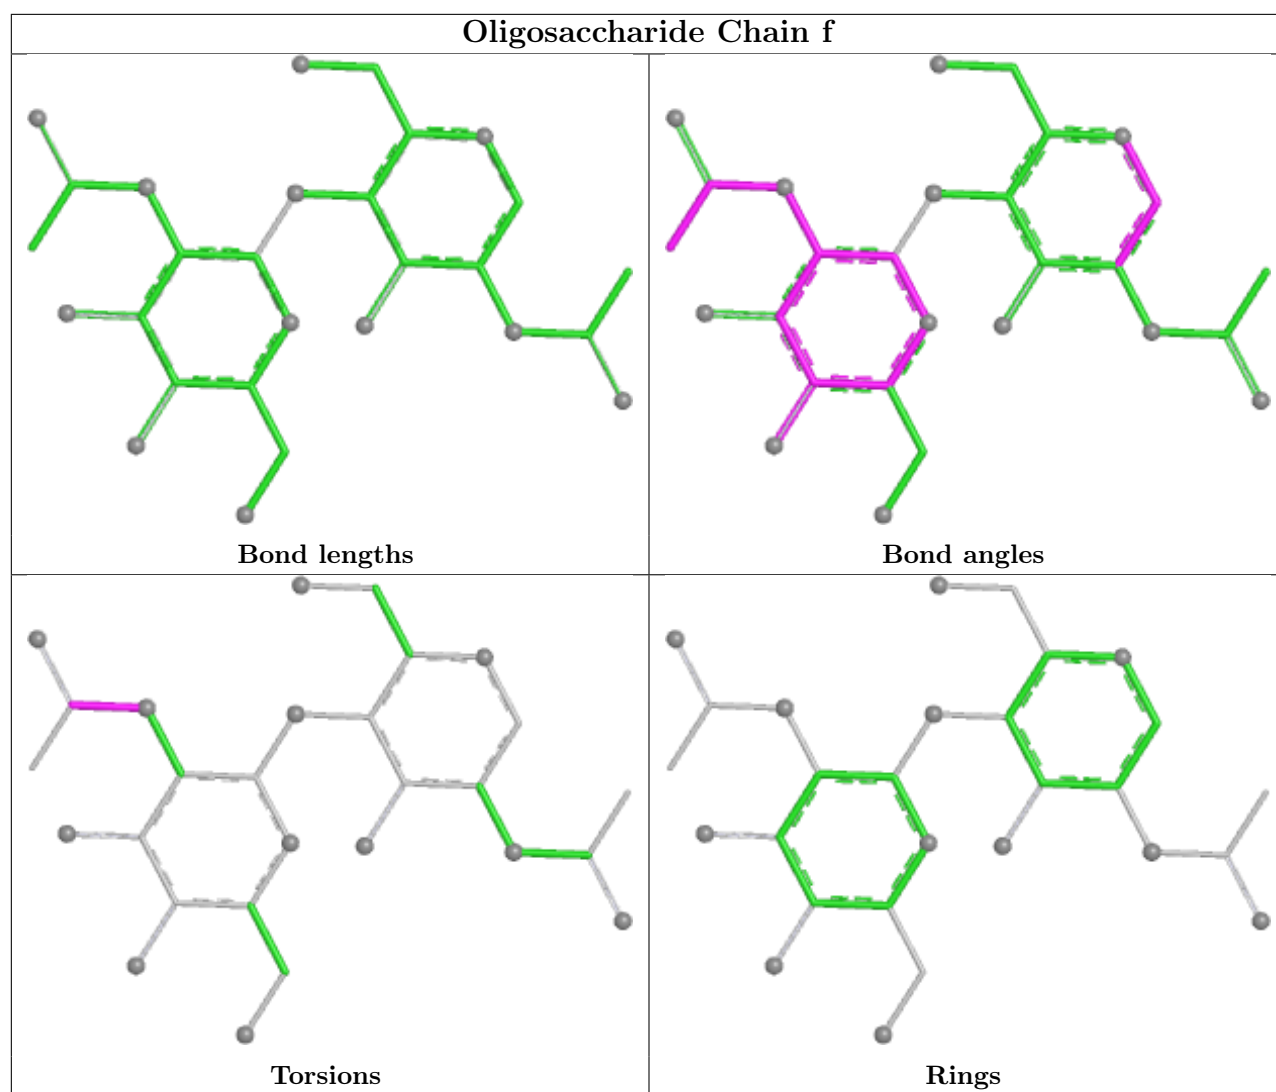 Oligosaccharide Chain f
Bond lengths
Bond angles
Torsions
Rings